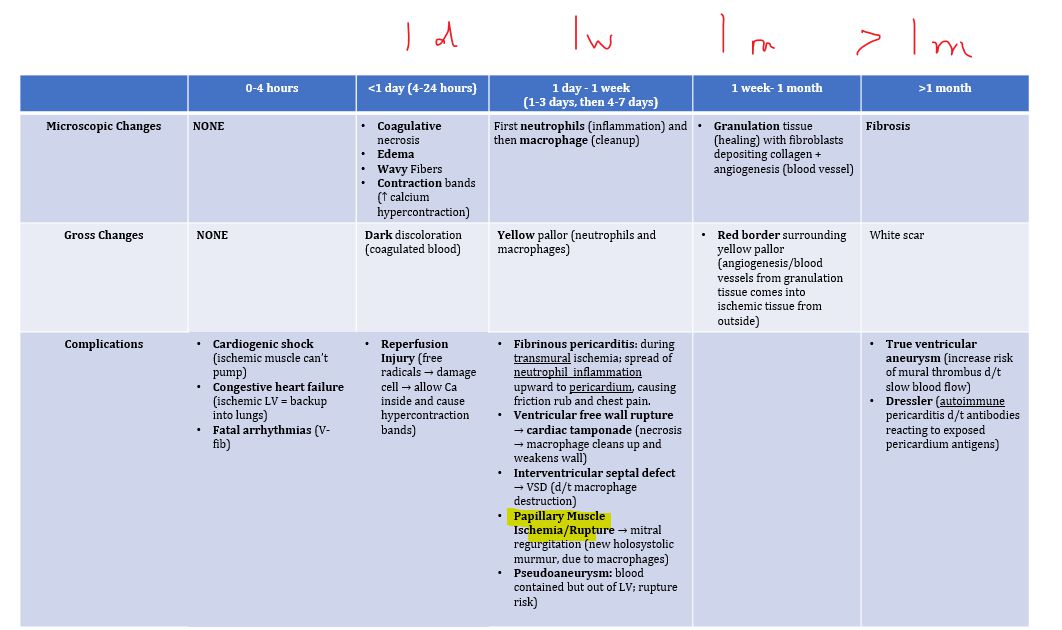 1 d 1w 1 m > 1 m
0-4 hours
<1 day (4-24 hours)
1 day - 1 week
(1-3 days, then 4-7 days)
1 week- 1 month
>1 month
Microscopic Changes
NONE
• Coagulative
necrosis
• Edema
• Wavy Fibers
• Contraction bands
(↑ calcium
hypercontraction)
First neutrophils (inflammation) and
then macrophage (cleanup)
• Granulation tissue
(healing) with fibroblasts
depositing collagen +
angiogenesis (blood vessel)
Fibrosis
Gross Changes
NONE
Dark discoloration
(coagulated blood)
Yellow pallor (neutrophils and
macrophages)
• Red border surrounding
yellow pallor
(angiogenesis/blood
vessels from granulation
tissue comes into
ischemic tissue from
outside)
White scar
Complications
• Cardiogenic shock
(ischemic muscle can't
pump)
• Congestive heart failure
(ischemic LV = backup
into lungs)
• Fatal arrhythmias (V-
fib)
• Reperfusion
Injury (free
radicals → damage
cell → allow Ca
inside and cause
hypercontraction
bands)
• Fibrinous pericarditis: during
transmural ischemia; spread of
neutrophil inflammation
upward to pericardium, causing
friction rub and chest pain.
• Ventricular free wall rupture
→ cardiac tamponade (necrosis
→ macrophage cleans up and
weakens wall)
• Interventricular septal defect
→ VSD (d/t macrophage
destruction)
• Papillary Muscle
Ischemia/Rupture → mitral
regurgitation (new holosystolic
murmur, due to macrophages)
• Pseudoaneurysm: blood
contained but out of LV; rupture
risk)
• True ventricular
aneurysm (increase risk
of mural thrombus d/t
slow blood flow)
• Dressler (autoimmune
pericarditis d/t antibodies
reacting to exposed
pericardium antigens)